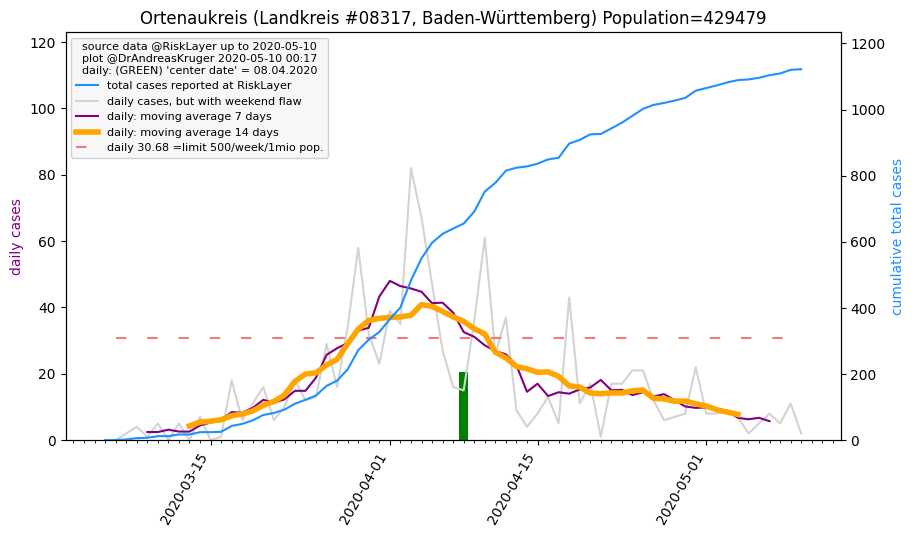 Ortenaukreis (Landkreis #08317, Baden-Württemberg) Population=429479
source data @RiskLayer up to 2020-05-10
plot @DrAndreasKruger 2020-05-10 00:17
daily: (GREEN) 'center date' = 08.04.2020
total cases reported at RiskLayer
daily cases, but with weekend flaw
daily: moving average 7 days
daily: moving average 14 days
daily 30.68 =limit 500/week/1mio pop.
daily cases
120
100
80
60
40
20
0
cumulative total cases
1200
1000
800
600
400
200
0
2020-03-15
2020-04-01
2020-04-15
2020-05-01